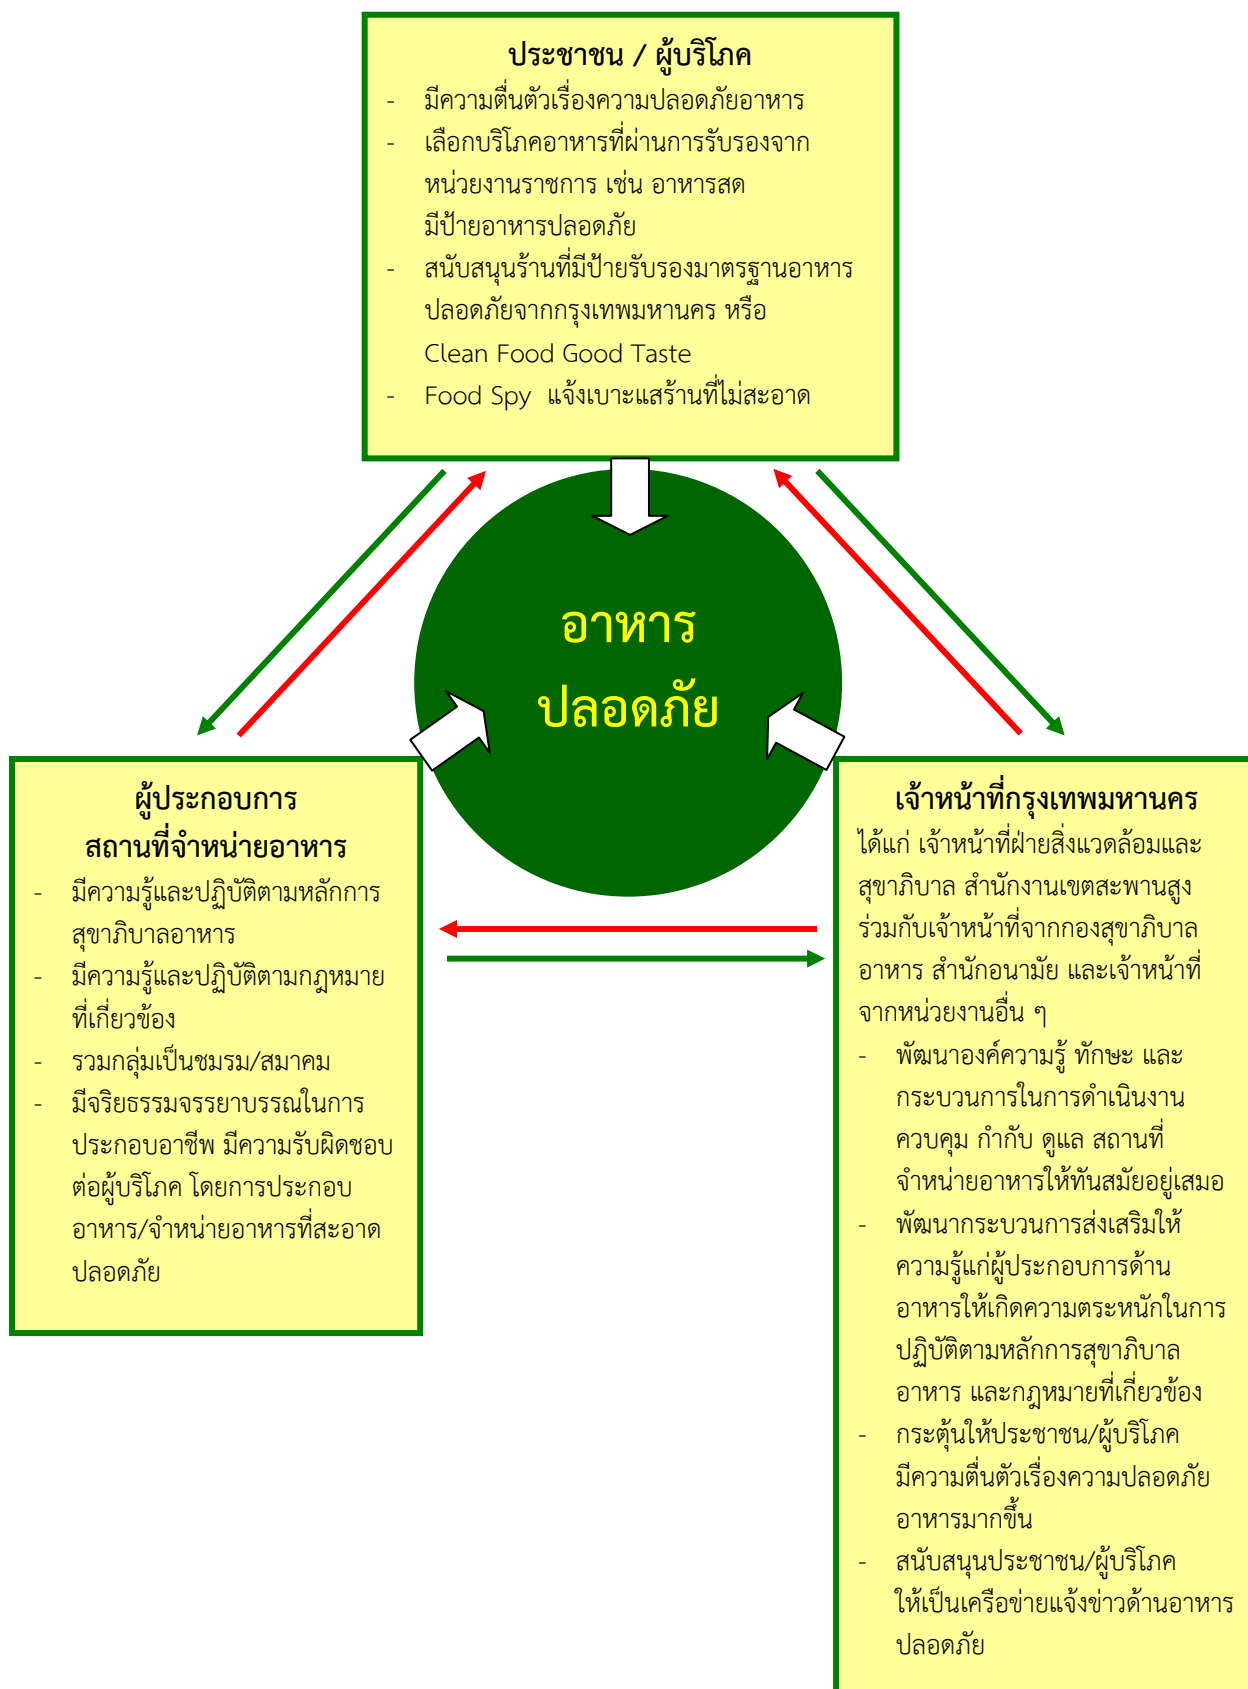 ประชาชน / ผู้บริโภค
- มีความตื่นตัวเรื่องความปลอดภัยอาหาร
- เลือกบริโภคอาหารที่ผ่านการรับรองจาก
หน่วยงานราชการ เช่น อาหารสด
มีป้ายอาหารปลอดภัย
- สนับสนุนร้านที่มีป้ายรับรองมาตรฐานอาหาร
ปลอดภัยจากกรุงเทพมหานคร หรือ
Clean Food Good Taste
- Food Spy แจ้งเบาะแสร้านที่ไม่สะอาด
อาหาร
ปลอดภัย
ผู้ประกอบการ
สถานที่จำหน่ายอาหาร
- มีความรู้และปฏิบัติตามหลักการ
สุขาภิบาลอาหาร
- มีความรู้และปฏิบัติตามกฎหมาย
ที่เกี่ยวข้อง
- รวมกลุ่มเป็นชมรม/สมาคม
- มีจริยธรรมจรรยาบรรณในการ
ประกอบอาชีพ มีความรับผิดชอบ
ต่อผู้บริโภค โดยการประกอบ
อาหาร/จำหน่ายอาหารที่สะอาด
ปลอดภัย
เจ้าหน้าที่กรุงเทพมหานคร
ได้แก่ เจ้าหน้าที่ฝ่ายสิ่งแวดล้อมและ
สุขาภิบาล สำนักงานเขตสะพานสูง
ร่วมกับเจ้าหน้าที่จากกองสุขาภิบาล
อาหาร สำนักอนามัย และเจ้าหน้าที่
จากหน่วยงานอื่น ๆ
- พัฒนาองค์ความรู้ ทักษะ และ
กระบวนการในการดำเนินงาน
ควบคุม กำกับ ดูแล สถานที่
จำหน่ายอาหารให้ทันสมัยอยู่เสมอ
- พัฒนากระบวนการส่งเสริมให้
ความรู้แก่ผู้ประกอบการด้าน
อาหารให้เกิดความตระหนักในการ
ปฏิบัติตามหลักการสุขาภิบาล
อาหาร และกฎหมายที่เกี่ยวข้อง
- กระตุ้นให้ประชาชน/ผู้บริโภค
มีความตื่นตัวเรื่องความปลอดภัย
อาหารมากขึ้น
- สนับสนุนประชาชน/ผู้บริโภค
ให้เป็นเครือข่ายแจ้งข่าวด้านอาหาร
ปลอดภัย